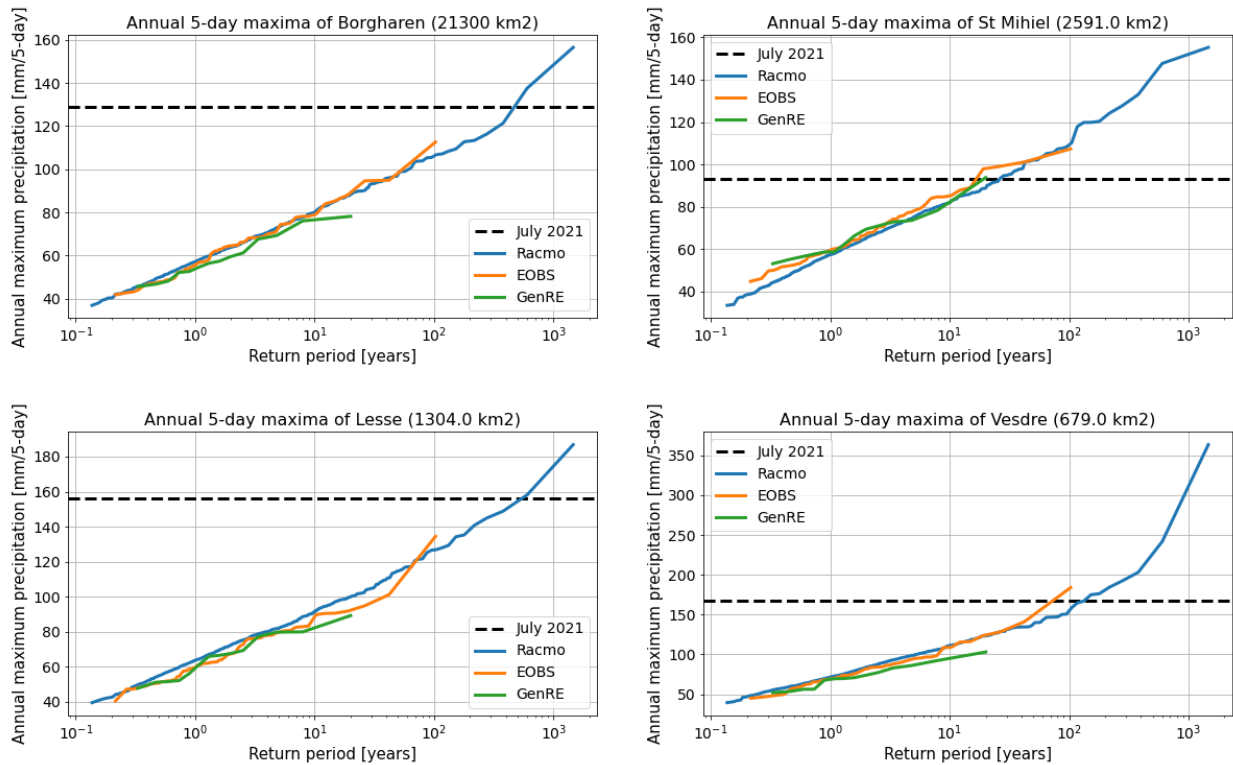 Annual 5-day maxima of Borgharen (21300 km2)
Annual maximum precipitation [mm/5-day]
160
140
120
100
80
60
40
July 2021
Racmo
EOBS
GenRE
10⁻¹ 10⁰ 10¹ 10² 10³
Return period [years]
Annual 5-day maxima of St Mihiel (2591.0 km2)
Annual maximum precipitation [mm/5-day]
160
140
120
100
80
60
40
July 2021
Racmo
EOBS
GenRE
10⁻¹ 10⁰ 10¹ 10² 10³
Return period [years]
Annual 5-day maxima of Lesse (1304.0 km2)
Annual maximum precipitation [mm/5-day]
180
160
140
120
100
80
60
40
July 2021
Racmo
EOBS
GenRE
10⁻¹ 10⁰ 10¹ 10² 10³
Return period [years]
Annual 5-day maxima of Vesdre (679.0 km2)
Annual maximum precipitation [mm/5-day]
350
300
250
200
150
100
50
July 2021
Racmo
EOBS
GenRE
10⁻¹ 10⁰ 10¹ 10² 10³
Return period [years]